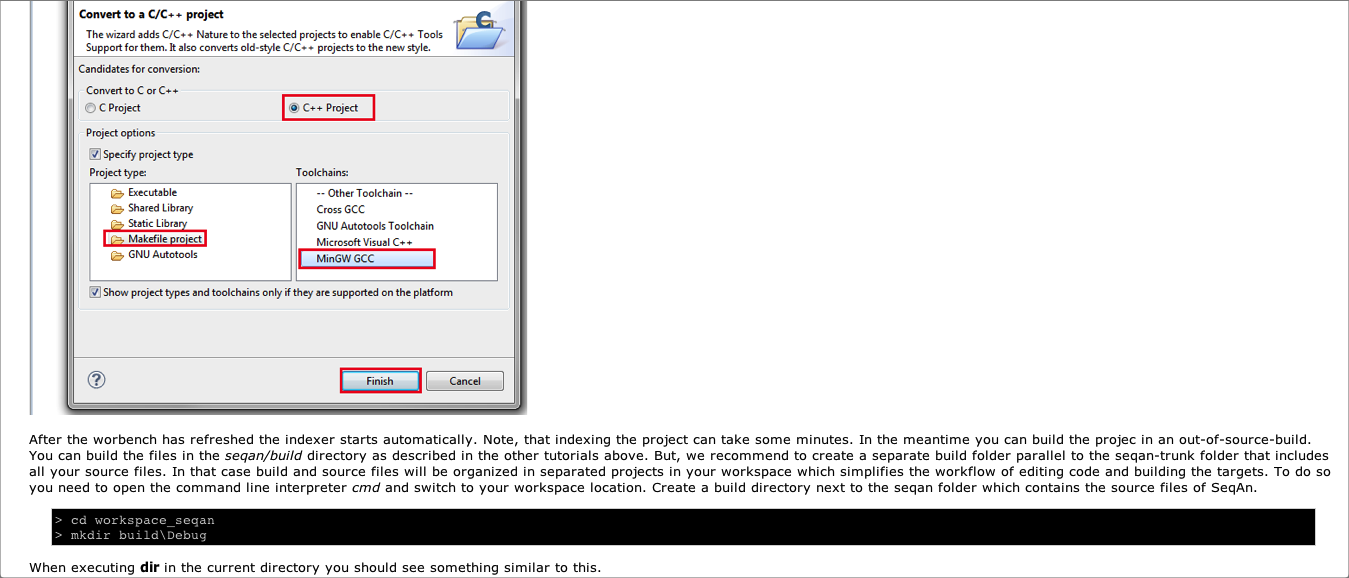 Convert to a C/C++ project
The wizard adds C/C++ Nature to the selected projects to enable C/C++ Tools
Support for them. It also converts old-style C/C++ projects to the new style.
C
Candidates for conversion:
Convert to C or C++
C Project
C++ Project
Project options
Specify project type
Project type:
Toolchains:
Executable
Shared Library
Static Library
Makefile project
GNU Autotools
-- Other Toolchain --
Cross GCC
GNU Autotools Toolchain
Microsoft Visual C++
MinGW GCC
Show project types and toolchains only if they are supported on the platform
?
Finish
Cancel
After the worbench has refreshed the indexer starts automatically. Note, that indexing the project can take some minutes. In the meantime you can build the projec in an out-of-source-build.
You can build the files in the seqan/build directory as described in the other tutorials above. But, we recommend to create a separate build folder parallel to the seqan-trunk folder that includes
all your source files. In that case build and source files will be organized in separated projects in your workspace which simplifies the workflow of editing code and building the targets. To do so
you need to open the command line interpreter cmd and switch to your workspace location. Create a build directory next to the seqan folder which contains the source files of SeqAn.
> cd workspace_seqan
> mkdir build\Debug
When executing dir in the current directory you should see something similar to this.